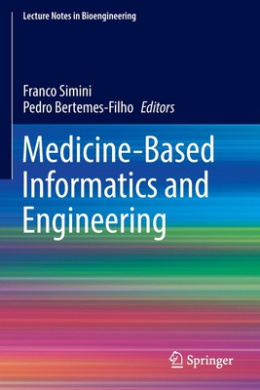 Lecture Notes in Bioengineering
Franco Simini
Pedro Bertemes-Filho Editors
Medicine-Based
Informatics and
Engineering
Springer